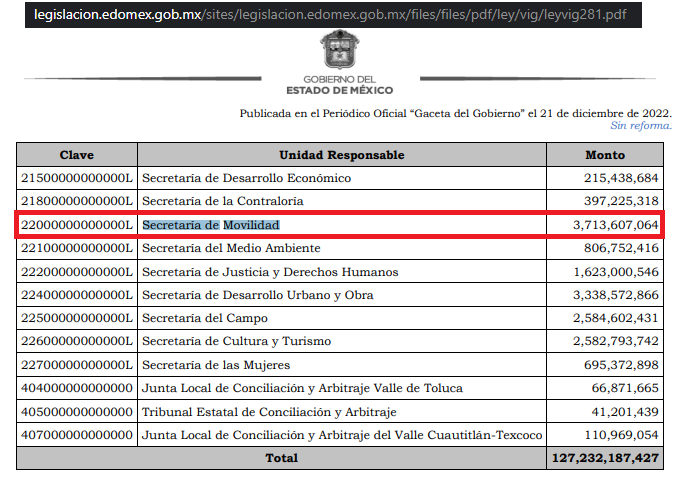 legislacion.edomex.gob.mx/sites/legislacion.edomex.gob.mx/files/files/pdf/ley/vig/leyvig281.pdf
GOBIERNO DEL
ESTADO DE MÉXICO
Publicada en el Periódico Oficial “Gaceta del Gobierno” el 21 de diciembre de 2022.
Sin reforma.
Clave Unidad Responsable Monto
21500000000000L Secretaría de Desarrollo Económico 215,438,684
21800000000000L Secretaría de la Contraloría 397,225,318
22000000000000L Secretaría de Movilidad 3,713,607,064
22100000000000L Secretaría del Medio Ambiente 806,752,416
22200000000000L Secretaría de Justicia y Derechos Humanos 1,623,000,546
22400000000000L Secretaría de Desarrollo Urbano y Obra 3,338,572,866
22500000000000L Secretaría del Campo 2,584,602,431
22600000000000L Secretaría de Cultura y Turismo 2,582,793,742
22700000000000L Secretaría de las Mujeres 695,372,898
404000000000000 Junta Local de Conciliación y Arbitraje Valle de Toluca 66,871,665
405000000000000 Tribunal Estatal de Conciliación y Arbitraje 41,201,439
407000000000000 Junta Local de Conciliación y Arbitraje del Valle Cuautitlán-Texcoco 110,969,054
Total 127,232,187,427